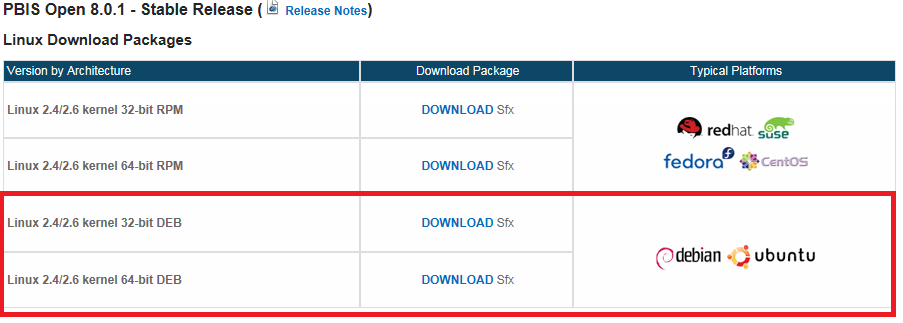 PBIS Open 8.0.1 - Stable Release ( Release Notes)
Linux Download Packages
Version by Architecture Download Package Typical Platforms
Linux 2.4/2.6 kernel 32-bit RPM DOWNLOAD Sfx
redhat. SUSE
Linux 2.4/2.6 kernel 64-bit RPM DOWNLOAD Sfx
fedora CentOS
Linux 2.4/2.6 kernel 32-bit DEB DOWNLOAD Sfx
debian ubuntu
Linux 2.4/2.6 kernel 64-bit DEB DOWNLOAD Sfx